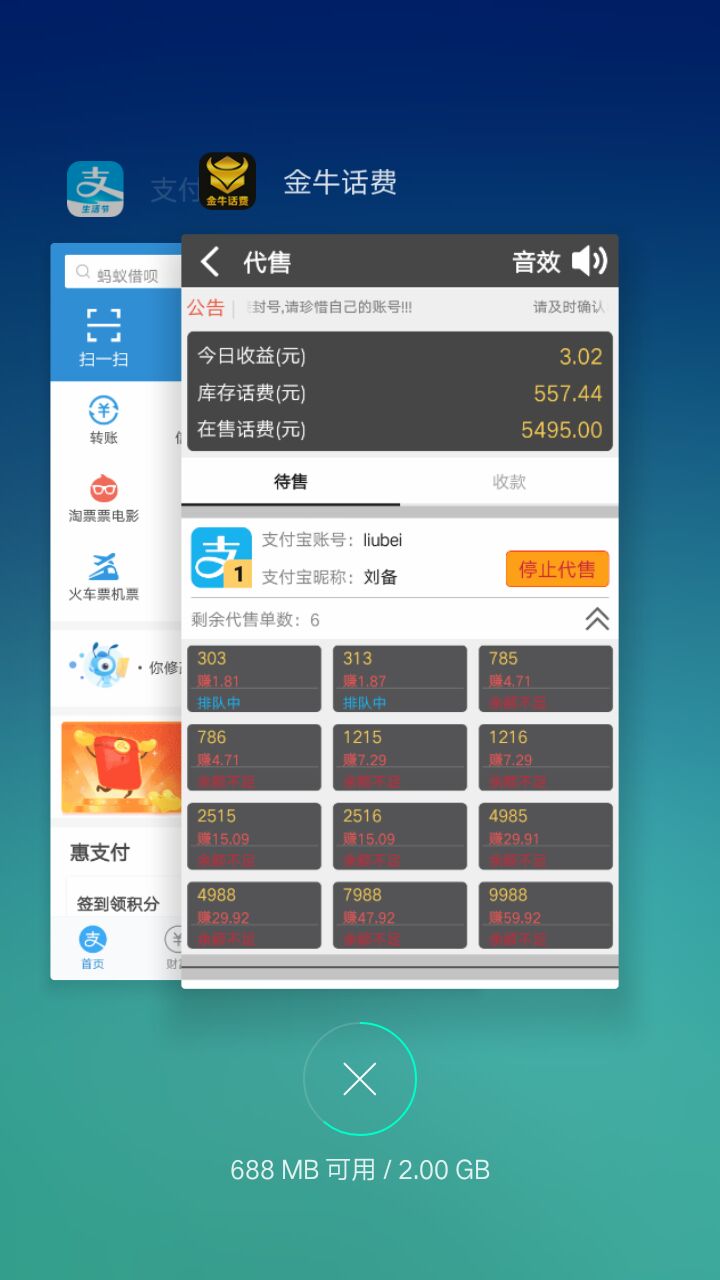 支付
生活节
金牛话费
金牛话费
蚂蚁借呗
扫一扫
转账
淘票票电影
火车票机票
· 你修
惠支付
签到领积分
首页
财
代售
音效
公告
封号,请珍惜自己的账号!!!
请及时确认
今日收益(元)
3.02
库存话费(元)
557.44
在售话费(元)
5495.00
待售
收款
支
1
支付宝账号: liubei
支付宝昵称: 刘备
停止代售
剩余代售单数: 6
303
赚1.81
排队中
313
赚1.87
排队中
785
赚4.71
余额不足
786
赚4.71
余额不足
1215
赚7.29
余额不足
1216
赚7.29
余额不足
2515
赚15.09
余额不足
2516
赚15.09
余额不足
4985
赚29.91
余额不足
4988
赚29.92
余额不足
7988
赚47.92
余额不足
9988
赚59.92
余额不足
688 MB 可用 / 2.00 GB